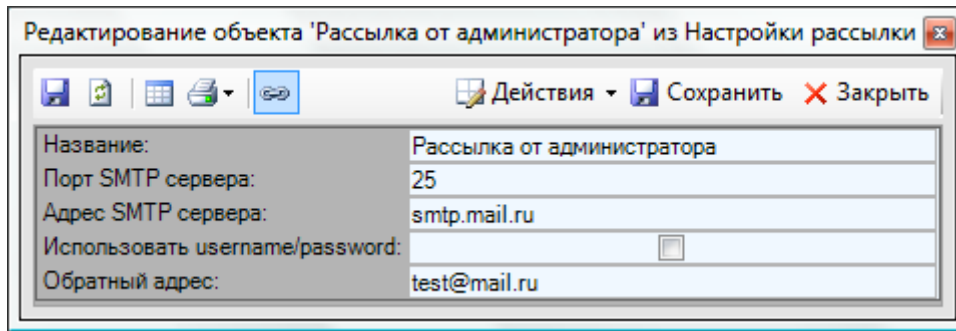 Редактирование объекта 'Рассылка от администратора' из Настройки рассылки
Действия Сохранить Закрыть
Название: Рассылка от администратора
Порт SMTP сервера: 25
Адрес SMTP сервера: smtp.mail.ru
Использовать username/password:
Обратный адрес: test@mail.ru